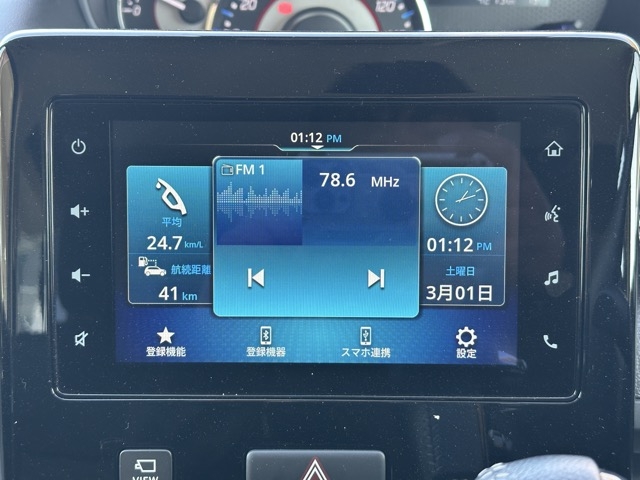 20
120
01:12 PM
FM 1
78.6 MHz
平均
24.7 km/L
航続距離
41 km
01:12 PM
土曜日
3月01日
登録機能
登録機器
スマホ連携
設定
VIEW